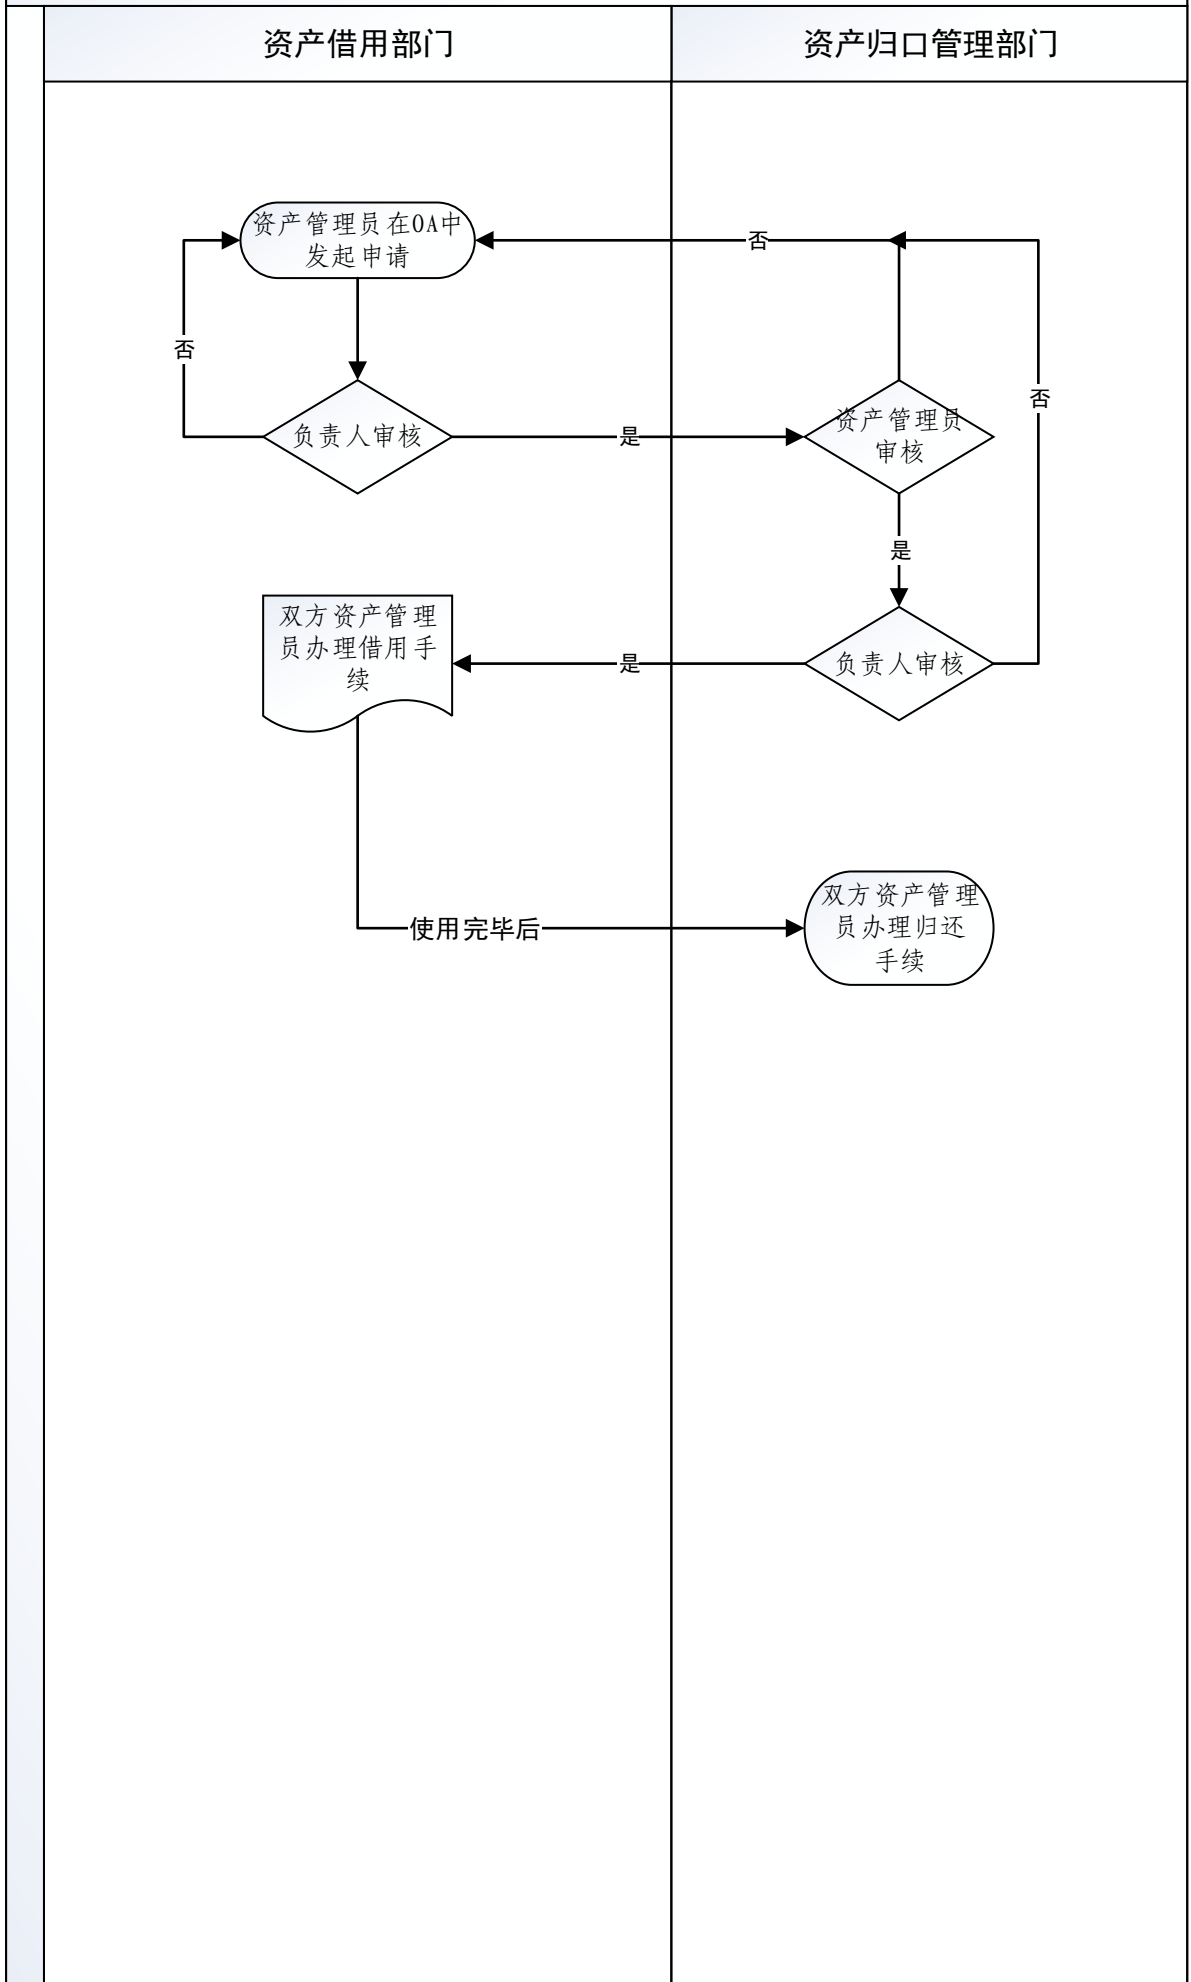 资产借用部门
资产归口管理部门
资产管理员在OA中
发起申请
否
否
否
负责人审核
是
资产管理员
审核
是
双方资产管理
员办理借用手
续
是
负责人审核
使用完毕后
双方资产管理
员办理归还
手续